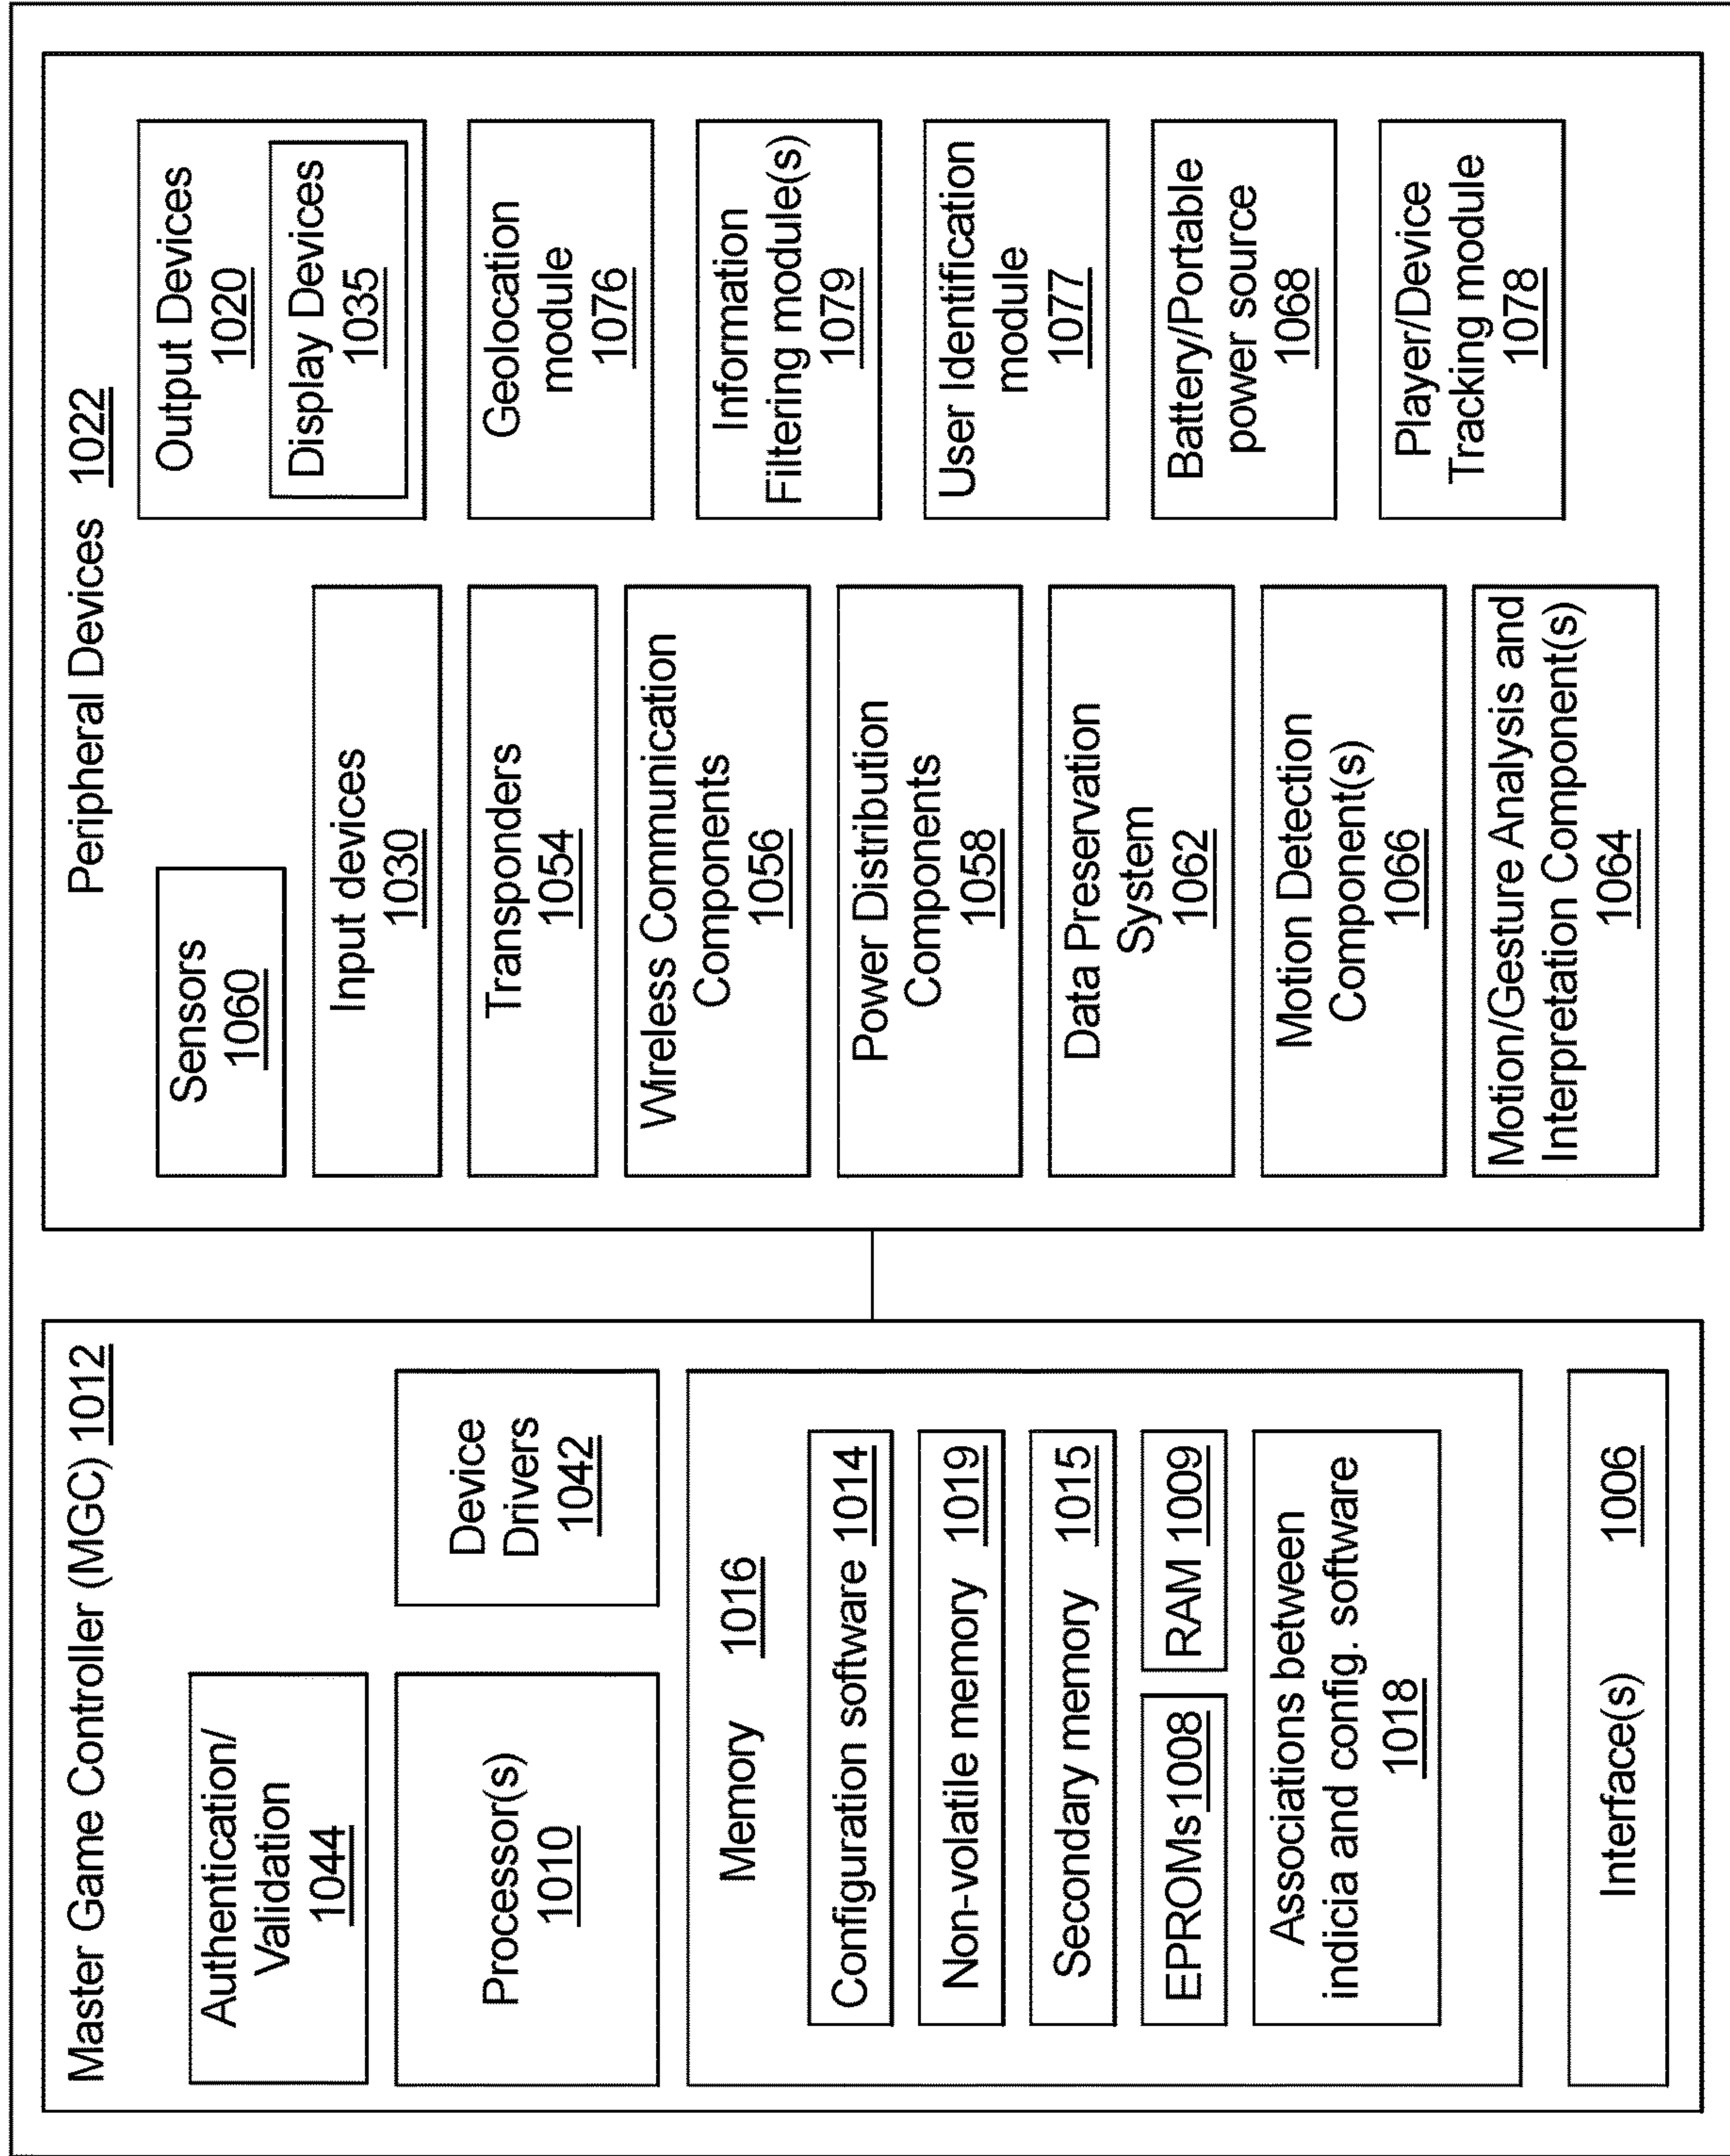 Master Game Controller (MGC) 1012
Authentication/
Validation
1044
Processor(s)
1010
Device
Drivers
1042
Memory 1016
Configuration software 1014
Non-volatile memory 1019
Secondary memory 1015
EPROMs 1008
RAM 1009
Associations between
indicia and config. software
1018
Interface(s) 1006
Peripheral Devices 1022
Sensors
1060
Input devices
1030
Transponders
1054
Wireless Communication
Components
1056
Power Distribution
Components
1058
Data Preservation
System
1062
Motion Detection
Component(s)
1066
Motion/Gesture Analysis and
Interpretation Component(s)
1064
Output Devices
1020
Display Devices
1035
Geolocation
module
1076
Information
Filtering module(s)
1079
User Identification
module
1077
Battery/Portable
power source
1068
Player/Device
Tracking module
1078